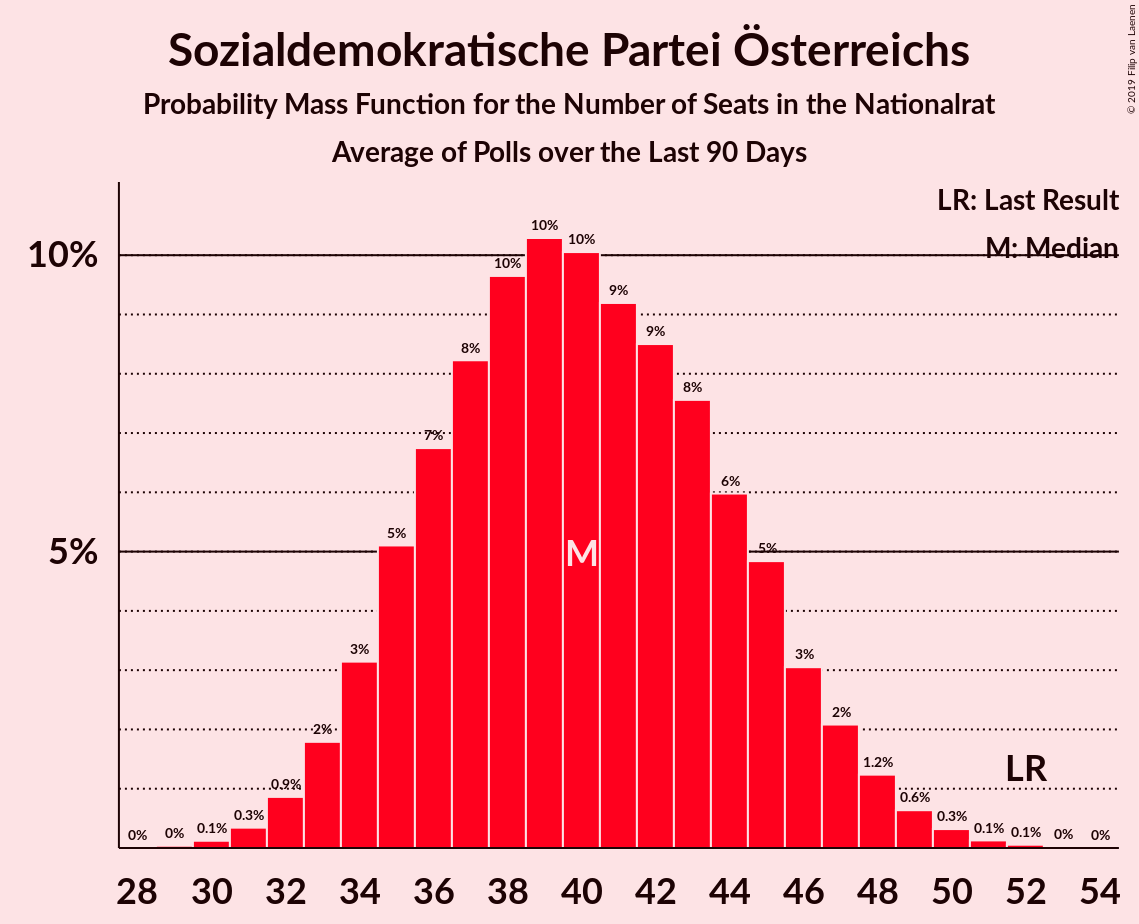 Sozialdemokratische Partei Österreichs
Probability Mass Function for the Number of Seats in the Nationalrat
Average of Polls over the Last 90 Days
© 2019 Filip van Laenen
LR: Last Result
M: Median
10%
5%
0% 0% 0.1% 0.3% 0.9% 2% 3% 5% 7% 8% 10% 10% 10% 9% 9% 8% 6% 5% 3% 2% 1.2% 0.6% 0.3% 0.1% 0.1% 0% 0%
M
LR
28 30 32 34 36 38 40 42 44 46 48 50 52 54